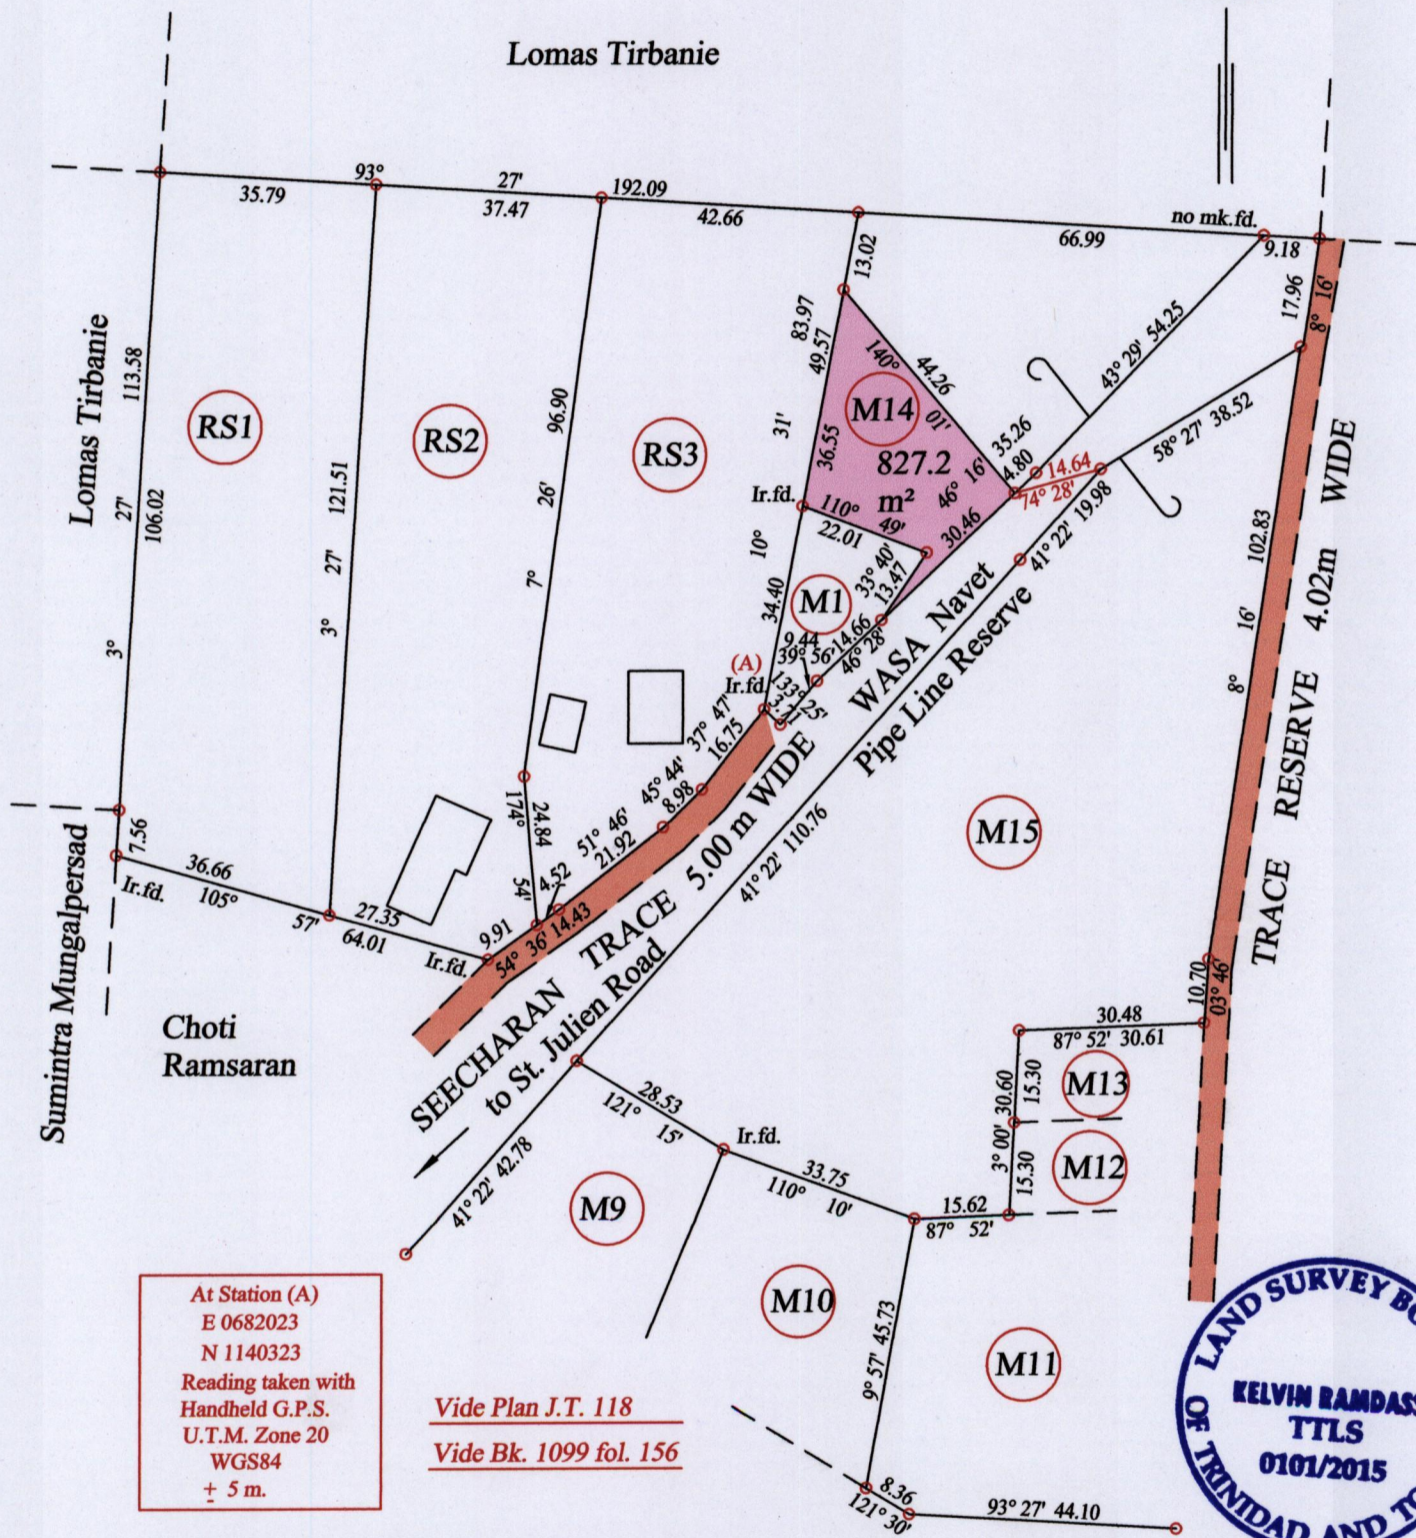 Lomas Tirbanie
93°
27'
192.09
35.79
37.47
42.66
66.99
no mk.fd.
9.18
13.02
17.96
8° 16'
Lomas Tirbanie
113.58
3° 27' 106.02
RS1
121.51
3° 27'
RS2
96.90
7° 26'
RS3
83.97
49.57
10° 31'
36.55
34.40
140° 01'
44.26
M14
827.2
m²
46° 16'
30.46
35.26
4.80
14.64
74° 28'
43° 29' 54.25
58° 27' 38.52
41° 22' 19.98
Ir.fd.
110° 49'
22.01
33° 40'
13.47
M1
9.44
39° 56'
14.66
46° 28'
(A)
Ir.fd.
133° 25'
37° 47'
16.75
45° 44'
8.98
51° 46'
21.92
4.52
24.84
174° 54'
9.91
54° 36' 14.43
7.56
36.66
105° 57'
Ir.fd.
27.35
64.01
Ir.fd.
SEECHARAN TRACE 5.00 m WIDE
to St. Julien Road
WASA Navet
Pipe Line Reserve
41° 22' 110.76
M15
102.83
8° 16'
TRACE RESERVE 4.02m WIDE
Sumintra Mungalpersad
Choti
Ramsaran
10.70
03° 46'
30.48
87° 52' 30.61
M13
15.30
3° 00' 30.60
M12
15.30
28.53
121° 15'
Ir.fd.
33.75
110° 10'
15.62
87° 52'
41° 22' 42.78
M9
M10
M11
9° 57' 45.73
8.36
121° 30'
93° 27' 44.10
At Station (A)
E 0682023
N 1140323
Reading taken with
Handheld G.P.S.
U.T.M. Zone 20
WGS84
± 5 m.
Vide Plan J.T. 118
Vide Bk. 1099 fol. 156
LAND SURVEY BO
KELVIN RAMDASS
TTLS
0101/2015
OF TRINIDAD AND TO